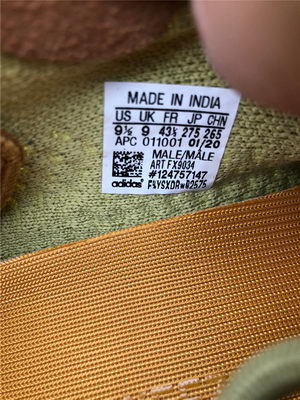 MADE IN INDIA
US UK FR JP CHN
9½ 9 43⅓ 275 265
APC 011001 01/20
MALE/MÂLE
ART FX9034
#124757147
adidas®